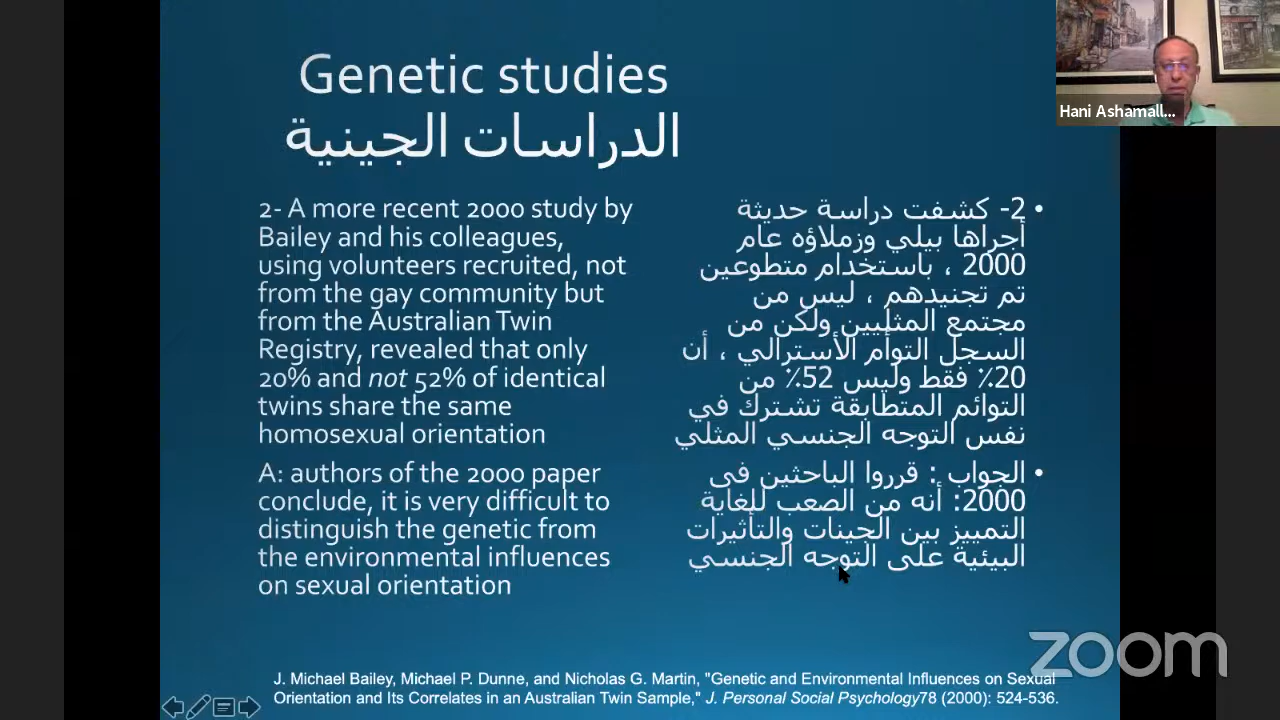 Genetic studies
الدراسات الجينية
2- A more recent 2000 study by
Bailey and his colleagues,
using volunteers recruited, not
from the gay community but
from the Australian Twin
Registry, revealed that only
20% and not 52% of identical
twins share the same
homosexual orientation
A: authors of the 2000 paper
conclude, it is very difficult to
distinguish the genetic from
the environmental influences
on sexual orientation
• 2- كشفت دراسة حديثة
أجراها بيلي وزملاؤه عام
2000 ، باستخدام متطوعين
تم تجنيدهم ، ليس من
مجتمع المثليين ولكن من
السجل التوأم الأسترالي ، أن
20٪ فقط وليس 52٪ من
التوائم المتطابقة تشترك في
نفس التوجه الجنسي المثلي
• الجواب : قرروا الباحثين فى
2000: أنه من الصعب للغاية
التمييز بين الجينات والتأثيرات
البيئية على التوجه الجنسي
J. Michael Bailey, Michael P. Dunne, and Nicholas G. Martin, "Genetic and Environmental Influences on Sexual
Orientation and Its Correlates in an Australian Twin Sample," J. Personal Social Psychology78 (2000): 524-536.
Hani Ashamall...
zoom